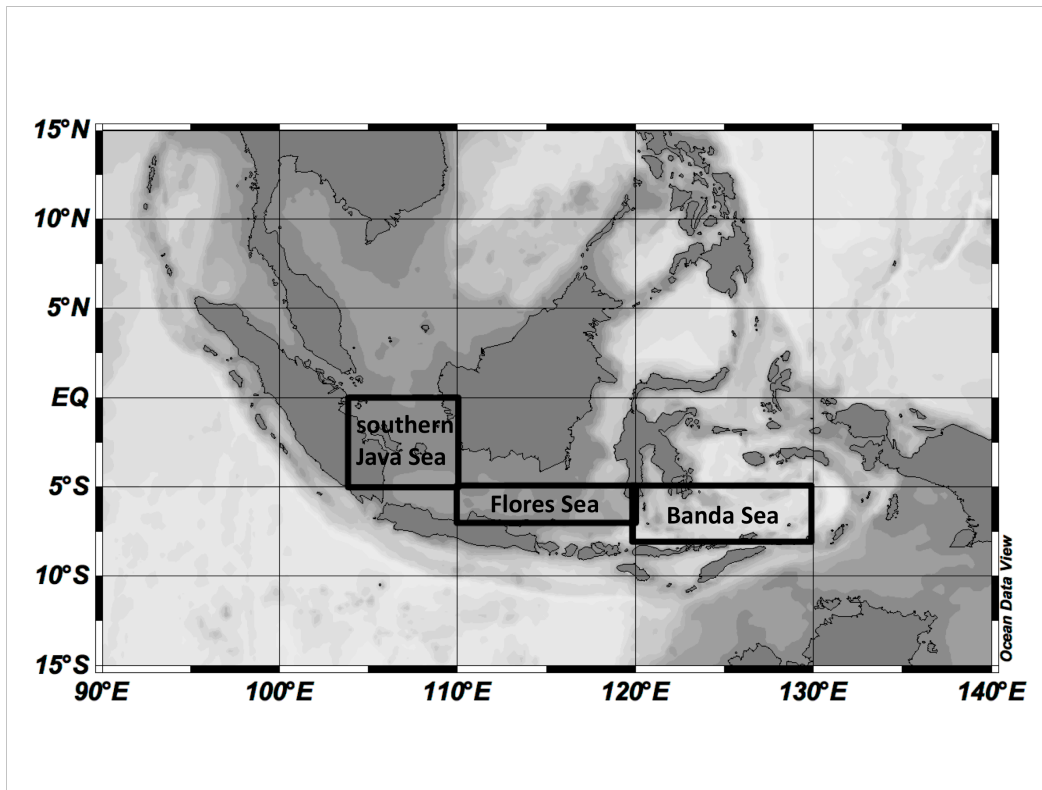 15°N
10°N
5°N
EQ
southern
Java Sea
5°S
Flores Sea
Banda Sea
10°S
15°S
90°E
100°E
110°E
120°E
130°E
140°E
Ocean Data View